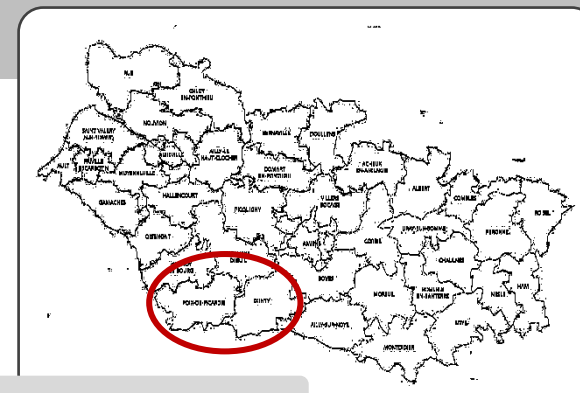 RUE
CRECY
EN-PONTHIEU
NOUVION
SAINT VALERY
SUR-SOMME
ABBEVILLE
AILLY-LE
HAUT-CLOCHER
BERNAVILLE
DOULLENS
AULT
FRIVILLE
ESCARBOTIN
MOYENNEVILLE
DOMART
EN-PONTHIEU
ACHEUX
EN-AMIENOIS
ALBERT
GAMACHES
HALLENCOURT
PICQUIGNY
VILLERS
BOCAGE
COMBLES
ROISEL
OISEMONT
AMIENS
CORBIE
BRAY-SUR-SOMME
PERONNE
CHAULNES
BOVES
POIX-DE-PICARDIE
CONTY
MOREUIL
ROSIERES
EN-SANTERRE
NESLE
HAM
AILLY-SUR-NOYE
ROYE
MONTDIDIER